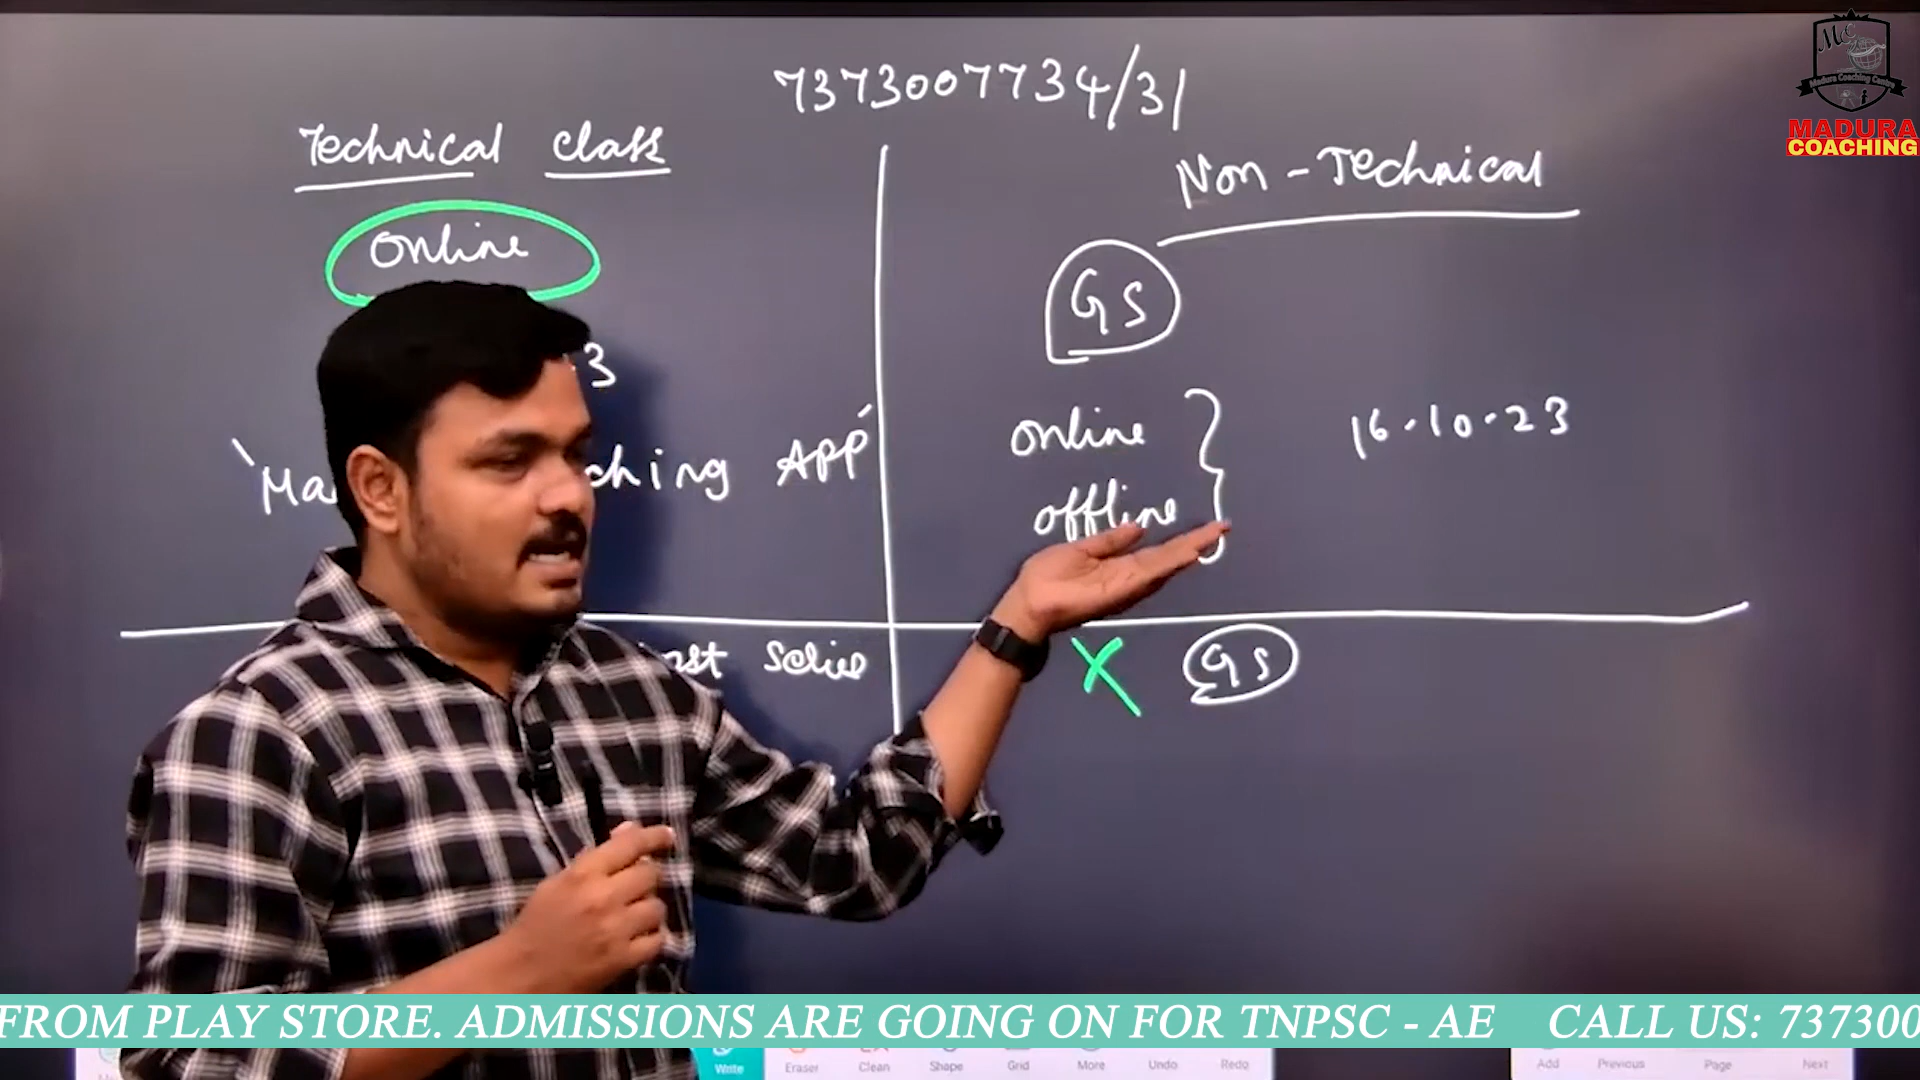 7373007734/31
Technical class
Non-Technical
Online
GS
3
online
16.10.23
'Ma ching APP'
offline
Series
X GS
MADURA
COACHING
FROM PLAY STORE. ADMISSIONS ARE GOING ON FOR TNPSC - AE CALL US: 737300
Write Eraser Clean Shape Grid More Undo Redo Add Previous Page Next